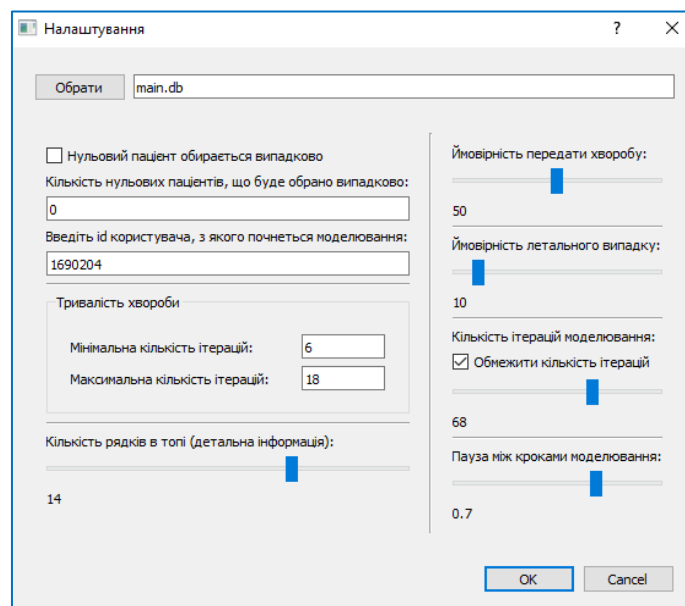 Налаштування
?
Обрати
main.db
Нульовий пацієнт обирається випадково
Кількість нульових пацієнтів, що буде обрано випадково:
0
Введіть id користувача, з якого почнеться моделювання:
1690204
Тривалість хвороби
Мінімальна кількість ітерацій:
6
Максимальна кількість ітерацій:
18
Кількість рядків в топі (детальна інформація):
14
Ймовірність передати хворобу:
50
Ймовірність летального випадку:
10
Кількість ітерацій моделювання:
Обмежити кількість ітерацій
68
Пауза між кроками моделювання:
0.7
OK
Cancel